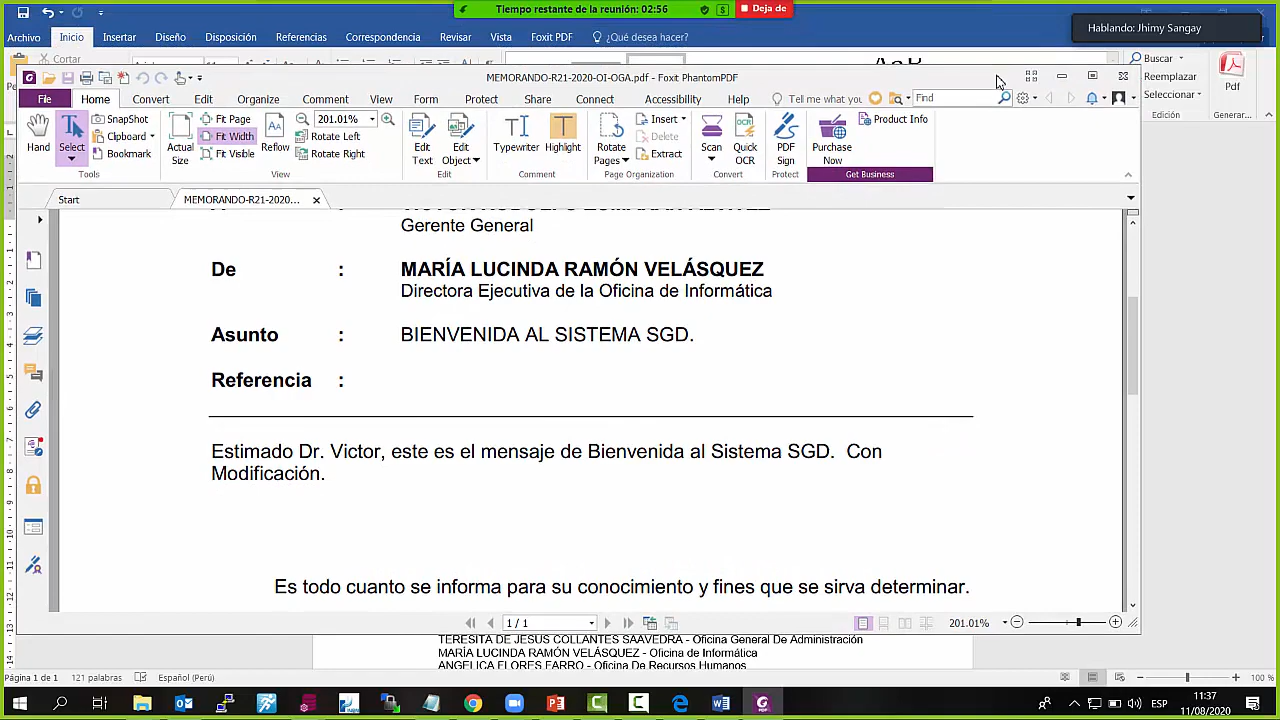 Tiempo restante de la reunión: 02:56
Deja de
Archivo Inicio Insertar Diseño Disposición Referencias Correspondencia Revisar Vista Foxit PDF ¿Qué desea hacer?
Hablando: Jhimy Sangay
Cortar
Buscar
Reemplazar
Seleccionar
Edición
Pdf
Generar...
MEMORANDO-R21-2020-OI-OGA.pdf - Foxit PhantomPDF
File Home Convert Edit Organize Comment View Form Protect Share Connect Accessibility Help Tell me what you Find
Hand
Select
SnapShot
Clipboard
Bookmark
Tools
Actual Size
Fit Page
Fit Width
Fit Visible
Reflow
201.01%
Rotate Left
Rotate Right
View
Edit Text
Edit Object
Edit
Typewriter
Highlight
Comment
Rotate Pages
Insert
Delete
Extract
Page Organization
Scan
Quick OCR
Convert
PDF Sign
Protect
Purchase Now
Product Info
Get Business
Start
MEMORANDO-R21-2020...
Gerente General
De : MARÍA LUCINDA RAMÓN VELÁSQUEZ
Directora Ejecutiva de la Oficina de Informática
Asunto : BIENVENIDA AL SISTEMA SGD.
Referencia :
Estimado Dr. Victor, este es el mensaje de Bienvenida al Sistema SGD. Con
Modificación.
Es todo cuanto se informa para su conocimiento y fines que se sirva determinar.
1 / 1
201.01%
TERESITA DE JESUS COLLANTES SAAVEDRA - Oficina General De Administración
MARÍA LUCINDA RAMÓN VELÁSQUEZ - Oficina de Informática
ANGELICA FLORES FARRO - Oficina De Recursos Humanos
Página 1 de 1 121 palabras Español (Perú)
100 %
ESP
11:37
11/08/2020